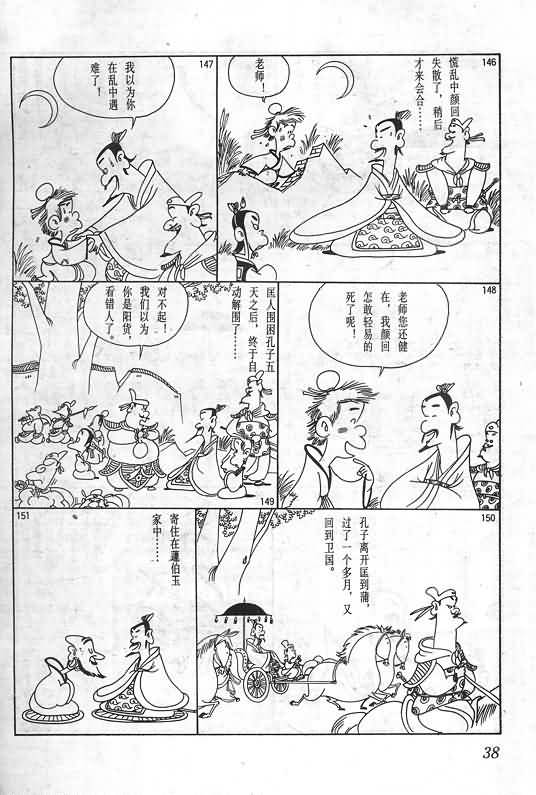 146
慌乱中颜回
失散了，稍后
才来会合……
老师！
147
我以为你
在乱中遇
难了！
148
老师您还健
在，我颜回
怎敢轻易的
死了呢！
149
匡人围困孔子五
天之后，终于自
动解围了……
对不起！
我们以为
你是阳货，
看错人了。
150
孔子离开匡到蒲，
过了一个多月，又
回到卫国。
151
寄住在蘧伯玉
家中……
38